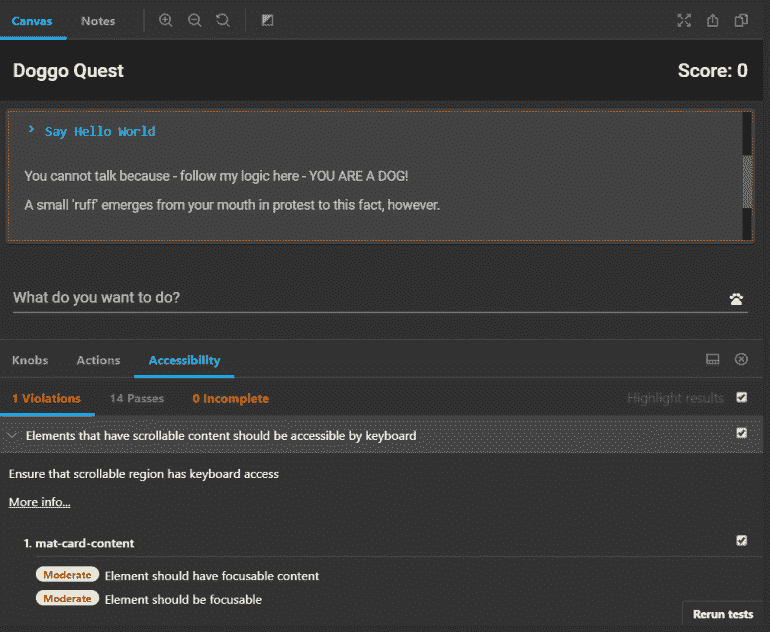 Canvas Notes
Doggo Quest Score: 0
> Say Hello World
You cannot talk because - follow my logic here - YOU ARE A DOG!
A small 'ruff' emerges from your mouth in protest to this fact, however.
What do you want to do?
Knobs Actions Accessibility
1 Violations 14 Passes 0 Incomplete Highlight results
Elements that have scrollable content should be accessible by keyboard
Ensure that scrollable region has keyboard access
More info...
1. mat-card-content
Moderate Element should have focusable content
Moderate Element should be focusable
Rerun tests